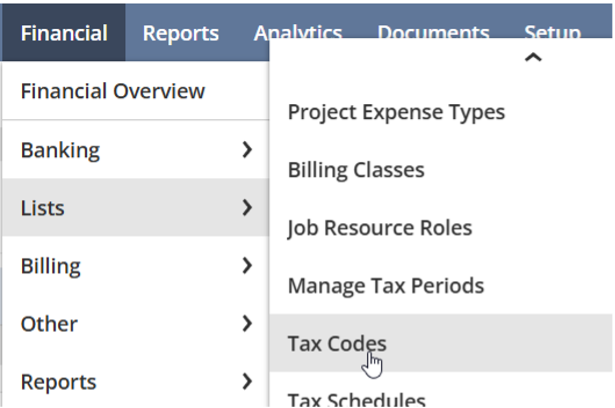 Financial Reports Analytics Documents Setup
Financial Overview
Banking
Lists
Billing
Other
Reports
Project Expense Types
Billing Classes
Job Resource Roles
Manage Tax Periods
Tax Codes
Tax Schedules